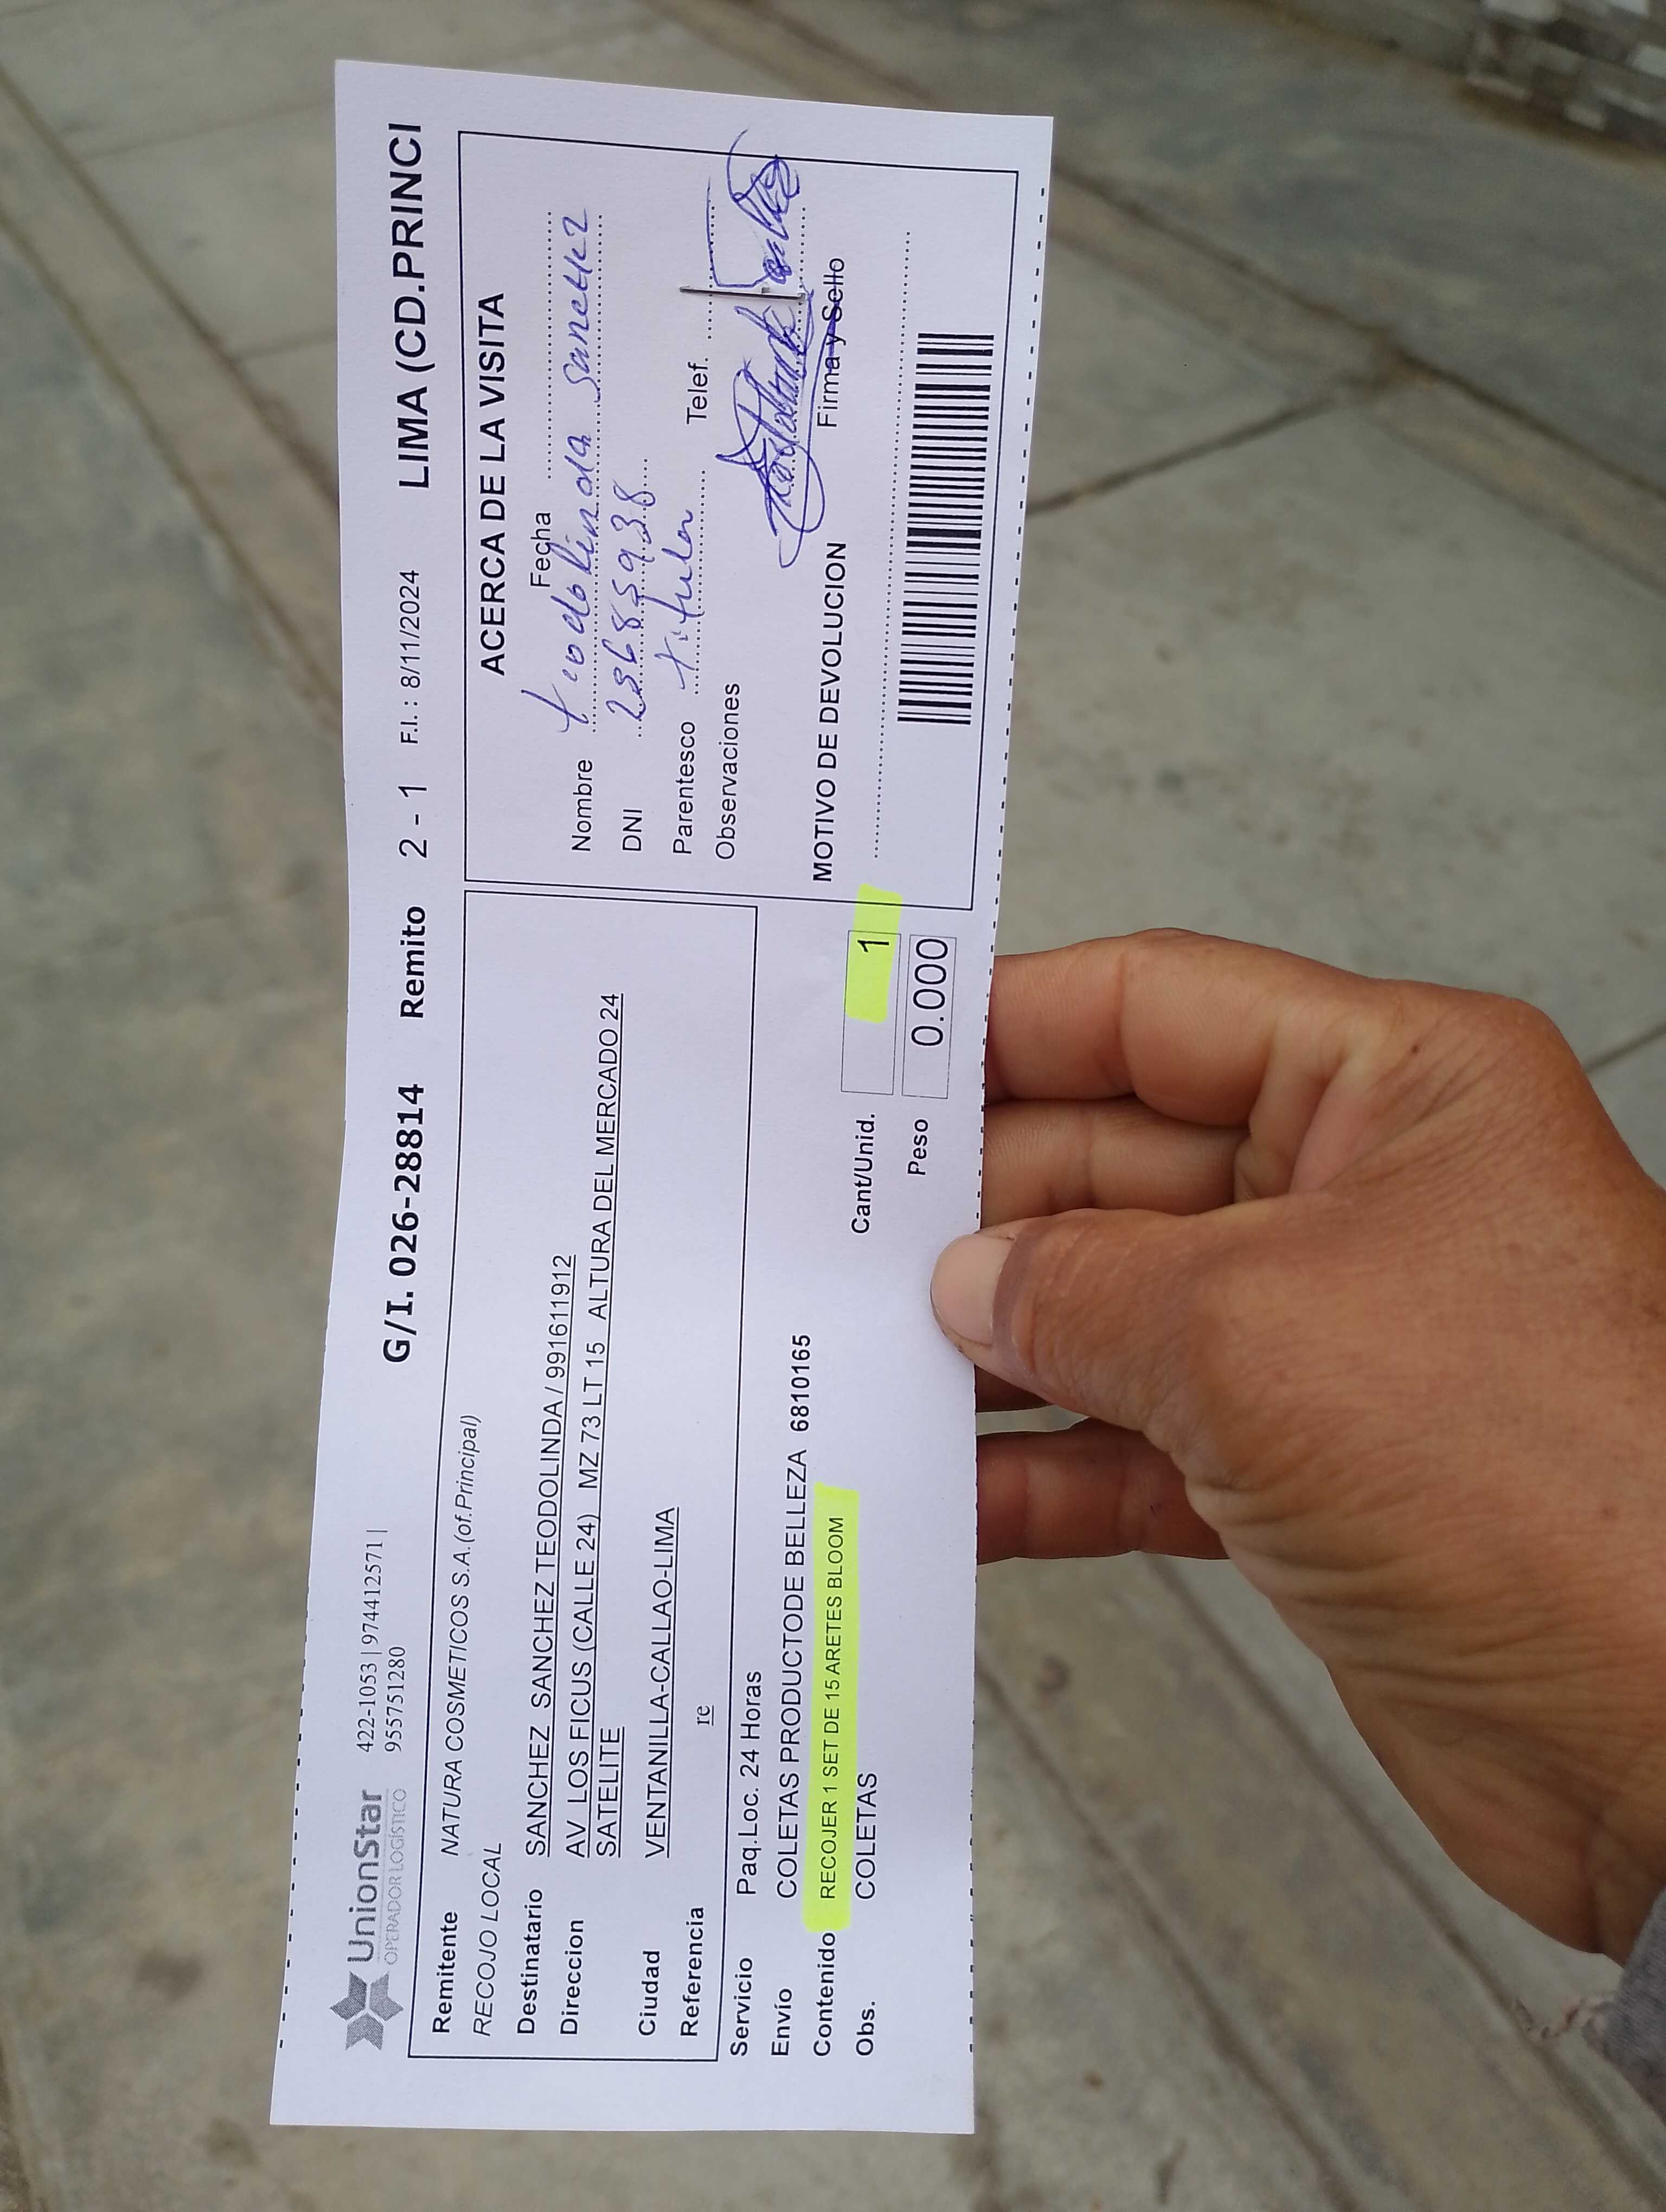 UnionStar
OPERADOR LOGÍSTICO
422-1053 | 974412571 |
955751280
G/I. 026-28814 Remito 2 - 1 F.I. : 8/11/2024 LIMA (CD.PRINCI
Remitente NATURA COSMETICOS S.A.(of.Principal)
RECOJO LOCAL
Destinatario SANCHEZ SANCHEZ TEODOLINDA / 991611912
Direccion AV LOS FICUS (CALLE 24) MZ 73 LT 15 ALTURA DEL MERCADO 24
SATELITE
Ciudad VENTANILLA-CALLAO-LIMA
Referencia re
Servicio Paq.Loc. 24 Horas
Envío COLETAS PRODUCTODE BELLEZA 6810165
Contenido RECOJER 1 SET DE 15 ARETES BLOOM
Obs. COLETAS
Cant/Unid. 1
Peso 0.000
ACERCA DE LA VISITA
Fecha
Nombre teodolinda Sanchez
DNI
Parentesco titular Telef.
Observaciones
Firma y Sello
MOTIVO DE DEVOLUCION